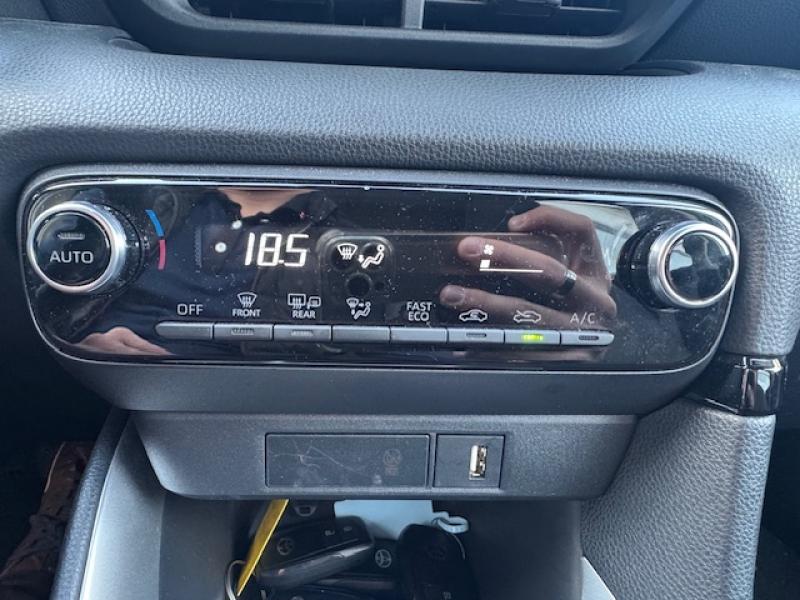 AUTO
18.5
OFF
FRONT
REAR
FAST
ECO
A/C